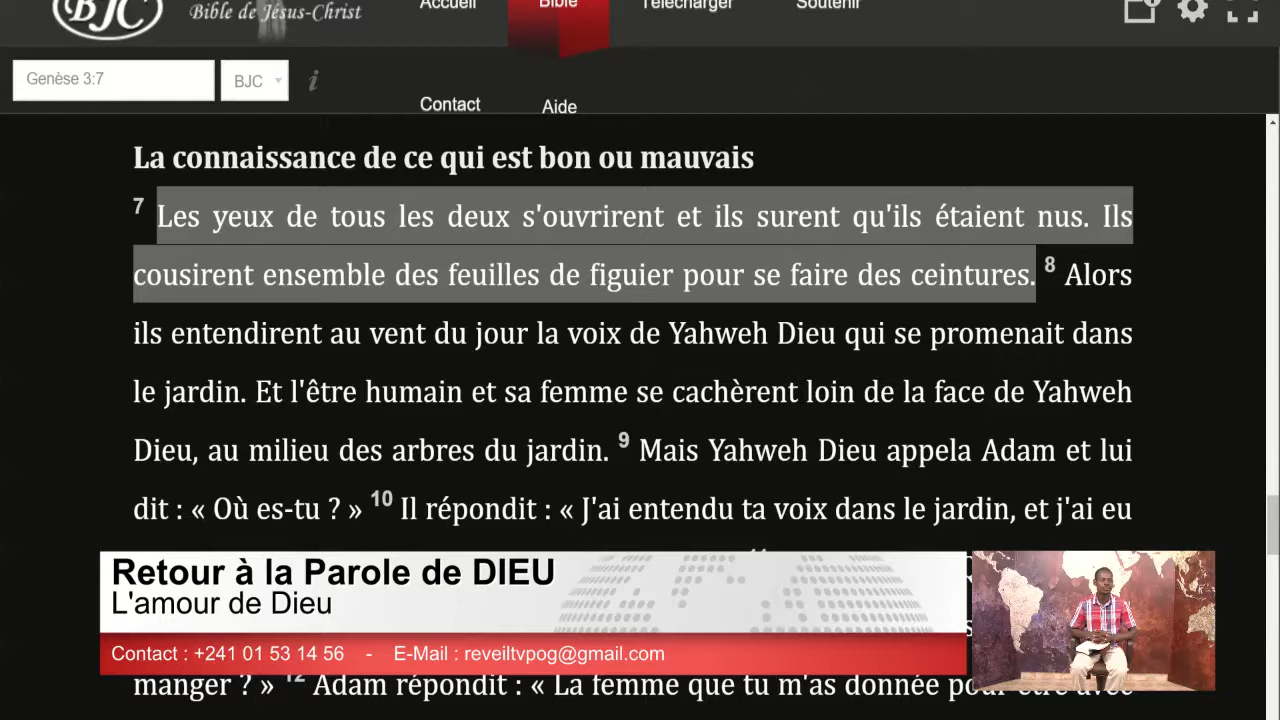 BJC
Bible de Jésus-Christ
Accueil
Bible
Télécharger
Soutenir
Genèse 3:7
BJC
i
Contact
Aide
La connaissance de ce qui est bon ou mauvais
7 Les yeux de tous les deux s'ouvrirent et ils surent qu'ils étaient nus. Ils
cousirent ensemble des feuilles de figuier pour se faire des ceintures. 8 Alors
ils entendirent au vent du jour la voix de Yahweh Dieu qui se promenait dans
le jardin. Et l'être humain et sa femme se cachèrent loin de la face de Yahweh
Dieu, au milieu des arbres du jardin. 9 Mais Yahweh Dieu appela Adam et lui
dit : « Où es-tu ? » 10 Il répondit : « J'ai entendu ta voix dans le jardin, et j'ai eu
Retour à la Parole de DIEU
L'amour de Dieu
Contact : +241 01 53 14 56 - E-Mail : reveiltvpog@gmail.com
manger ? » 12 Adam répondit : « La femme que tu m'as donnée pour être avec